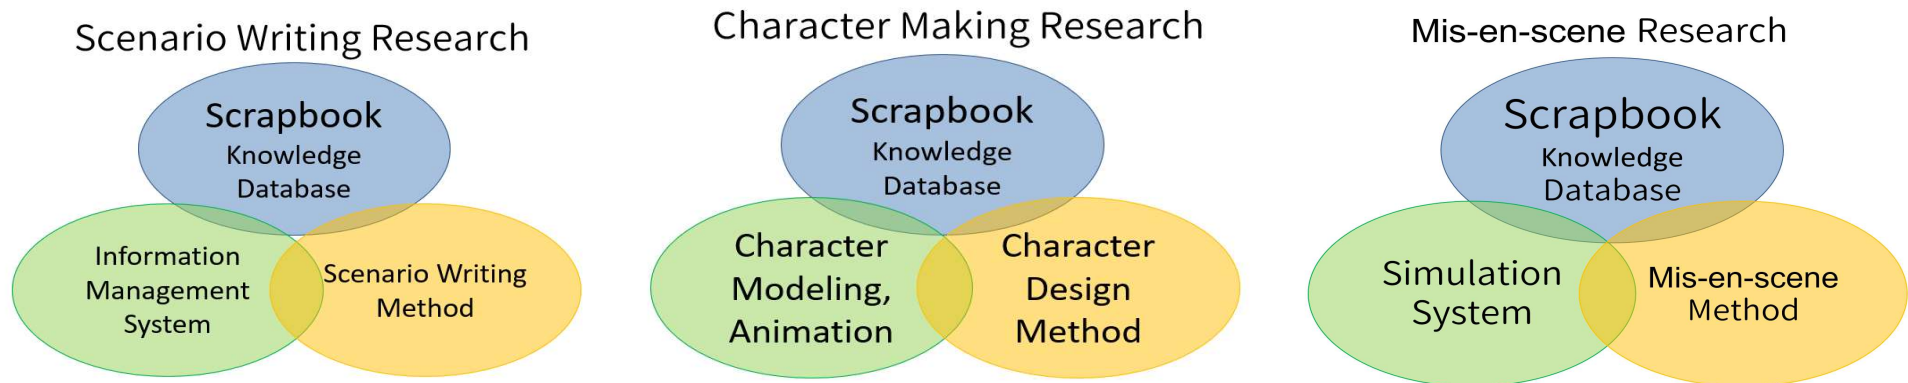 Scenario Writing Research
Scrapbook
Knowledge
Database
Information
Management
System
Scenario Writing
Method
Character Making Research
Scrapbook
Knowledge
Database
Character
Modeling,
Animation
Character
Design
Method
Mis-en-scene Research
Scrapbook
Knowledge
Database
Simulation
System
Mis-en-scene
Method